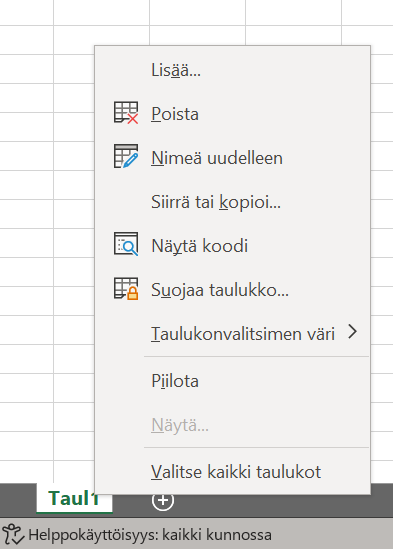 Lisää...
Poista
Nimeä uudelleen
Siirrä tai kopioi...
Näytä koodi
Suojaa taulukko...
Taulukonvalitsimen väri
Piilota
Näytä...
Valitse kaikki taulukot
Taul1
Helppokäyttöisyys: kaikki kunnossa